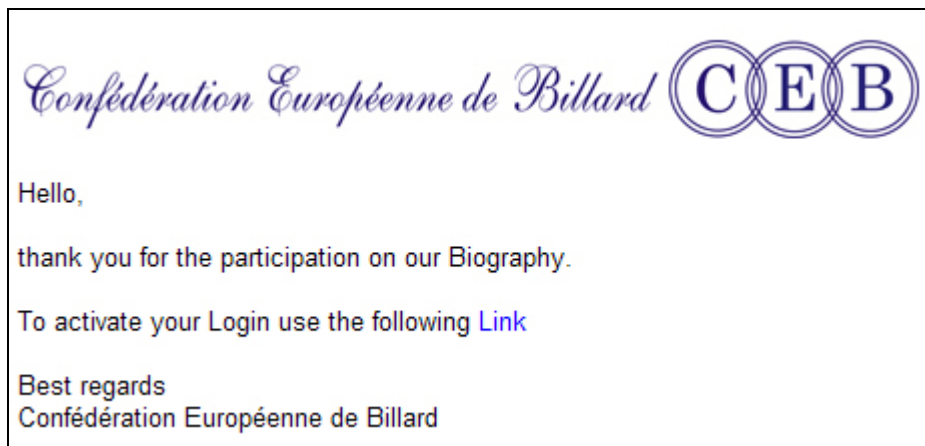 Confédération Européenne de Billard CEB
Hello,
thank you for the participation on our Biography.
To activate your Login use the following Link
Best regards
Confédération Européenne de Billard